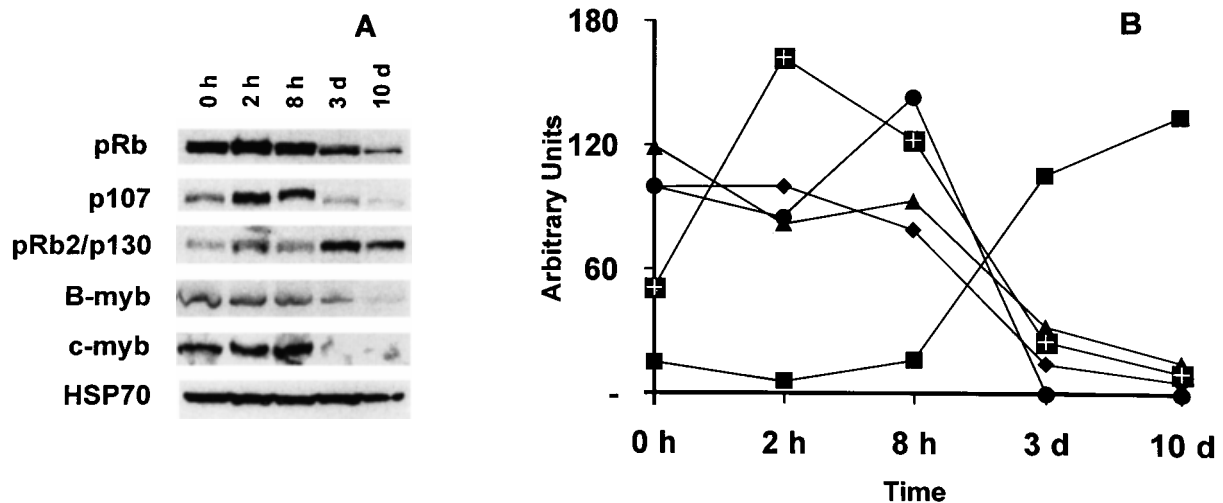 A
0 h 2 h 8 h 3 d 10 d
pRb
p107
pRb2/p130
B-myb
c-myb
HSP70
B
Arbitrary Units
180
120
60
-
0 h 2 h 8 h 3 d 10 d
Time